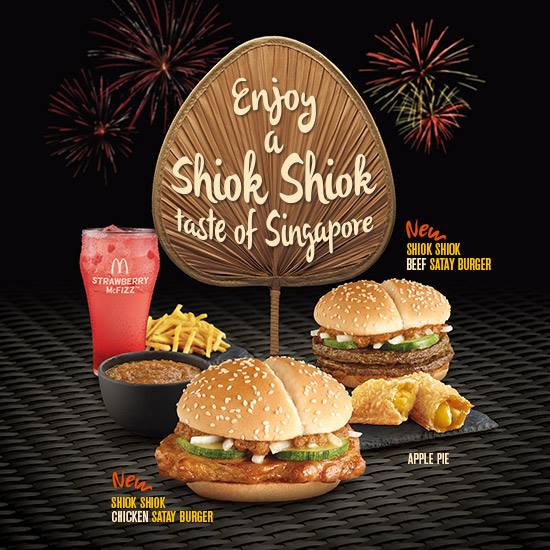 Enjoy
a
Shiok Shiok
taste of Singapore
New
SHIOK SHIOK
BEEF SATAY BURGER
STRAWBERRY
McFIZZ™
APPLE PIE
New
SHIOK SHIOK
CHICKEN SATAY BURGER